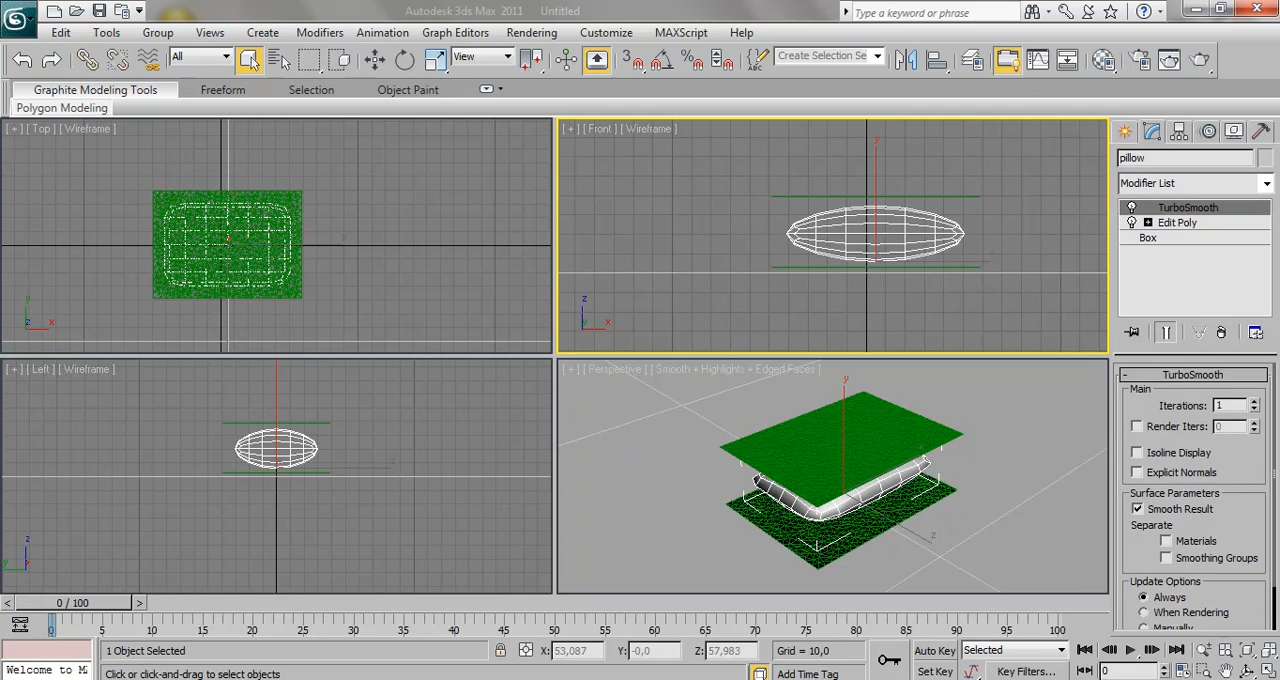 Autodesk 3ds Max 2011    Untitled
Type a keyword or phrase
Edit Tools Group Views Create Modifiers Animation Graph Editors Rendering Customize MAXScript Help
All
View
3
%
ABC
Create Selection Se
Graphite Modeling Tools Freeform Selection Object Paint
Polygon Modeling
[ + ] [ Top ] [ Wireframe ]
[ + ] [ Front ] [ Wireframe ]
pillow
Modifier List
TurboSmooth
Edit Poly
Box
y
x
z
x
z
x
[ + ] [ Left ] [ Wireframe ]
[ + ] [ Perspective ] [ Smooth + Highlights + Edged Faces ]
y
z
z
y
TurboSmooth
Main
Iterations: 1
Render Iters: 0
Isoline Display
Explicit Normals
Surface Parameters
Smooth Result
Separate
Materials
Smoothing Groups
Update Options
Always
When Rendering
Manually
< 0 / 100 >
0 5 10 15 20 25 30 35 40 45 50 55 60 65 70 75 80 85 90 95 100
1 Object Selected
X: 53,087 Y: -0,0 Z: 57,983 Grid = 10,0
Auto Key Selected
Welcome to M
Click or click-and-drag to select objects
Add Time Tag
Set Key Key Filters...
0